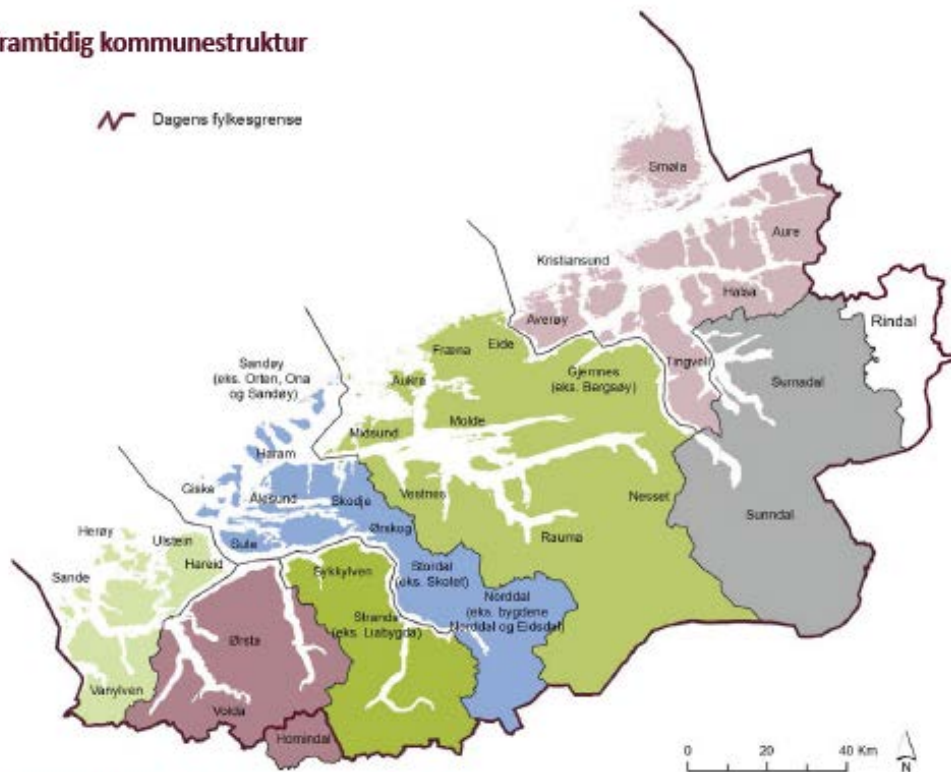 ramtidig kommunestruktur
Dagens fylkesgrense
Smøla
Aure
Kristiansund
Halsa
Averøy
Rindal
Eide
Fræna
Tingvoll
Gjemnes
(eks. Bergsøy)
Surnadal
Sandøy
(eks. Orten, Ona
og Sandøy)
Aukra
Molde
Midsund
Haram
Giske
Ålesund
Skodje
Vestnes
Nesset
Sunndal
Herøy
Ulstein
Sula
Ørskog
Rauma
Hareid
Sande
Sykkylven
Stordal
(eks. Skotet)
Norddal
(eks. bygdene
Norddal og Eidsdal)
Stranda
(eks. Liabygda)
Ørsta
Vanylven
Volda
Hornindal
0 20 40 Km
N